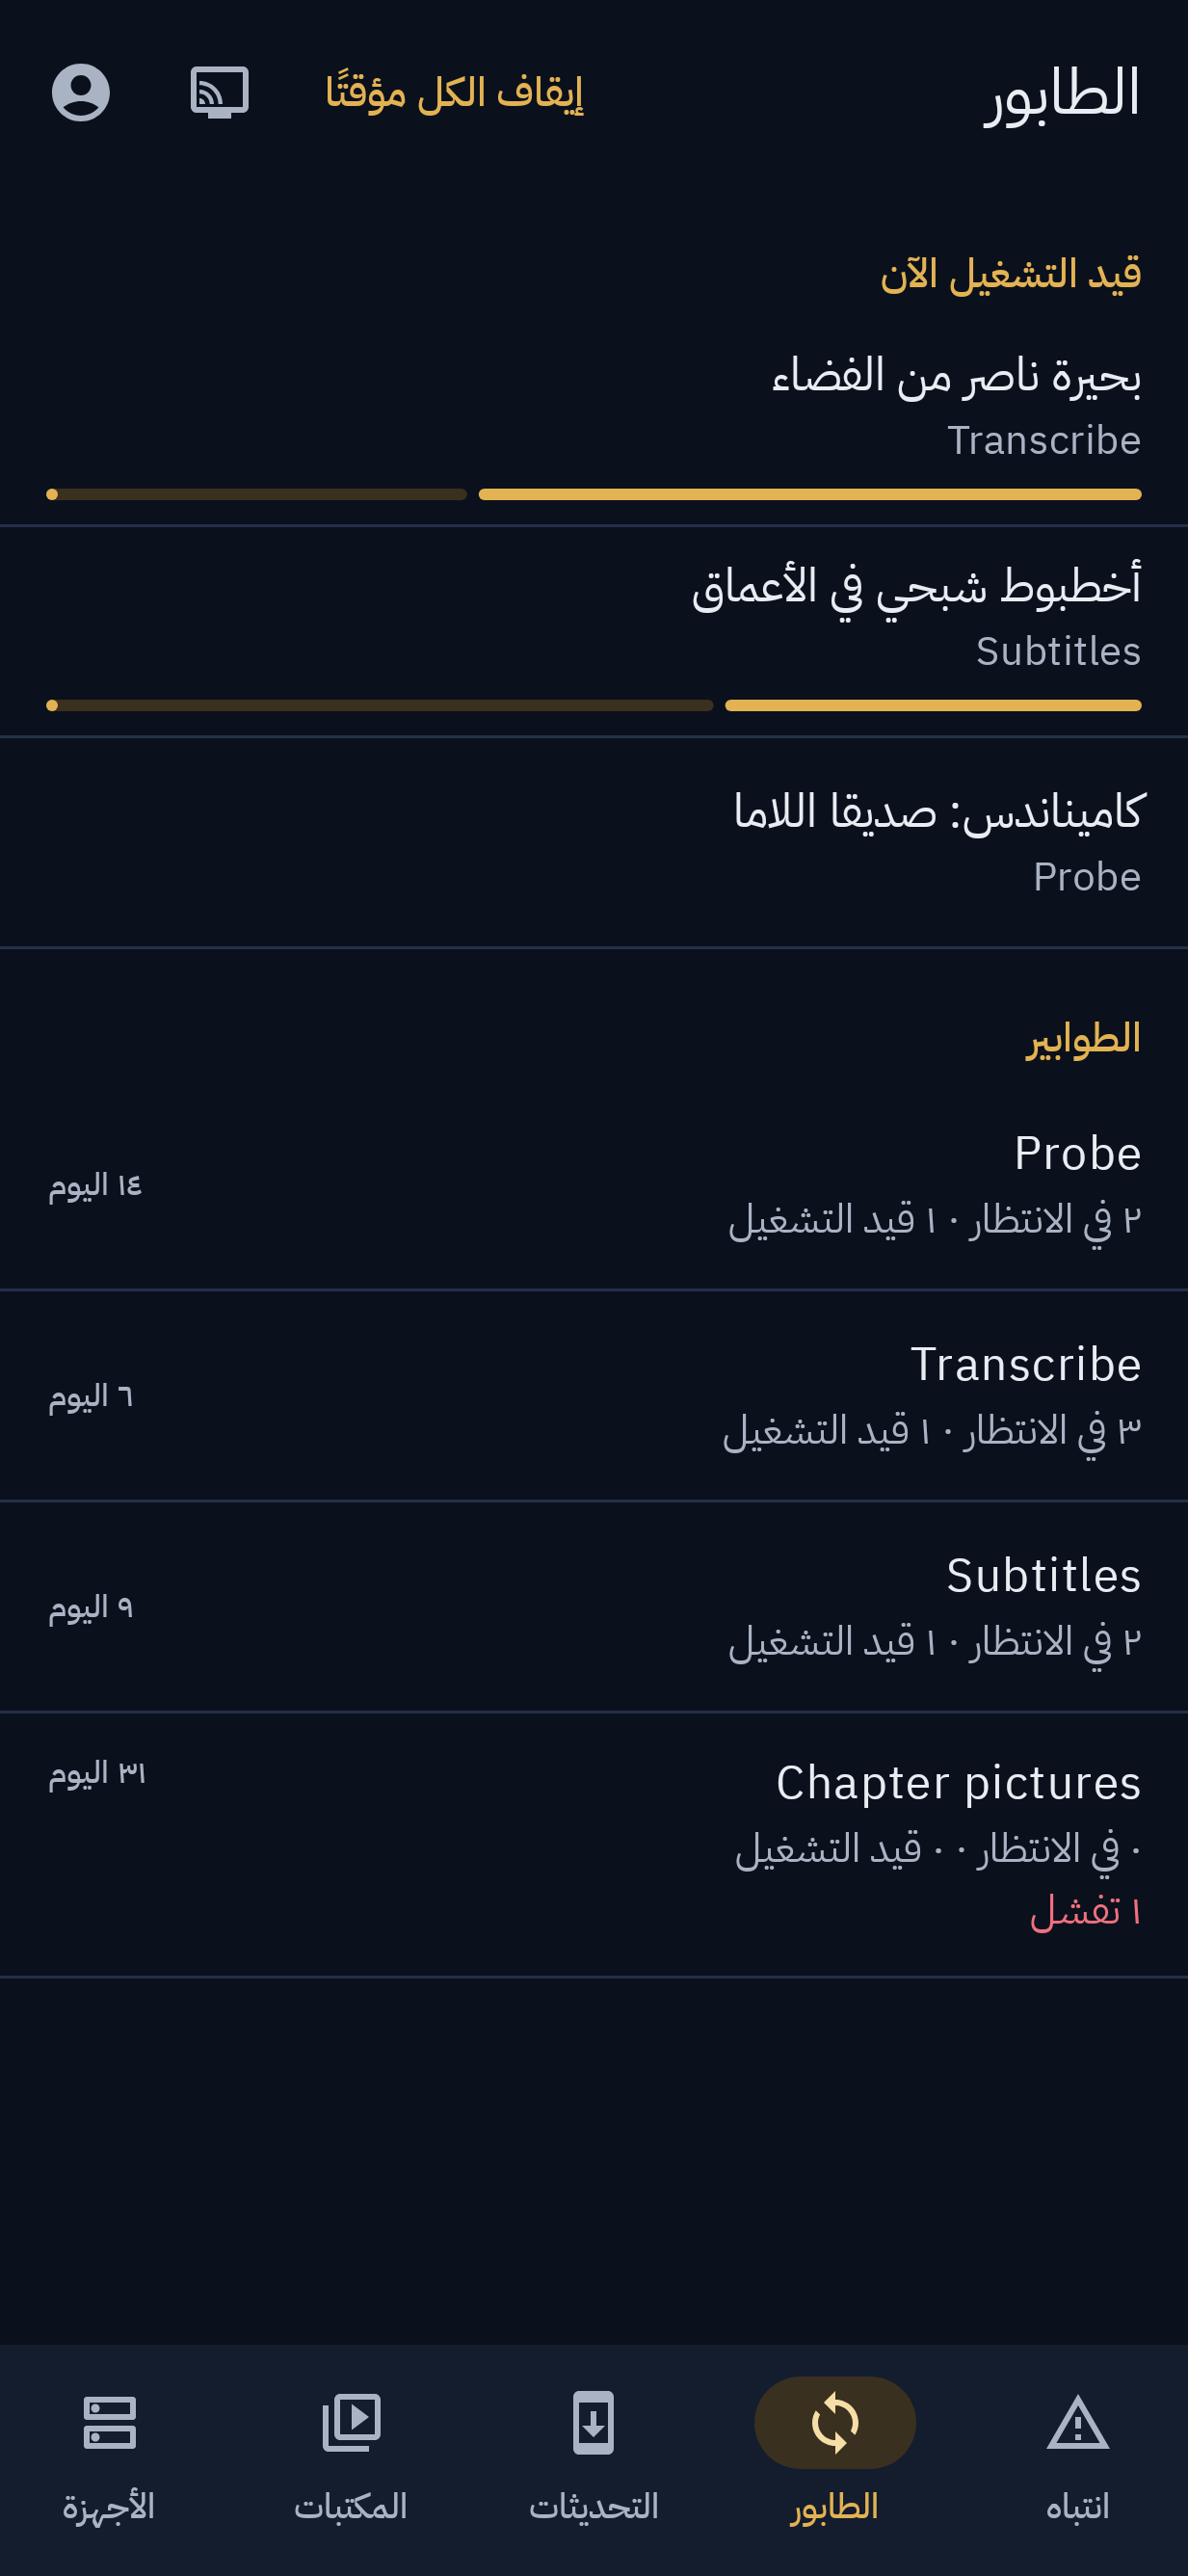 الطابور
إيقاف الكل مؤقتًا
قيد التشغيل الآن
بحيرة ناصر من الفضاء
Transcribe
أخطبوط شبحي في الأعماق
Subtitles
كاميناندس: صديقا اللاما
Probe
الطوابير
Probe
٢ في الانتظار · ١ قيد التشغيل
١٤ اليوم
Transcribe
٣ في الانتظار · ١ قيد التشغيل
٦ اليوم
Subtitles
٢ في الانتظار · ١ قيد التشغيل
٩ اليوم
Chapter pictures
٠ في الانتظار · ٠ قيد التشغيل
١ تفشل
٣١ اليوم
انتباه
الطابور
التحديثات
المكتبات
الأجهزة